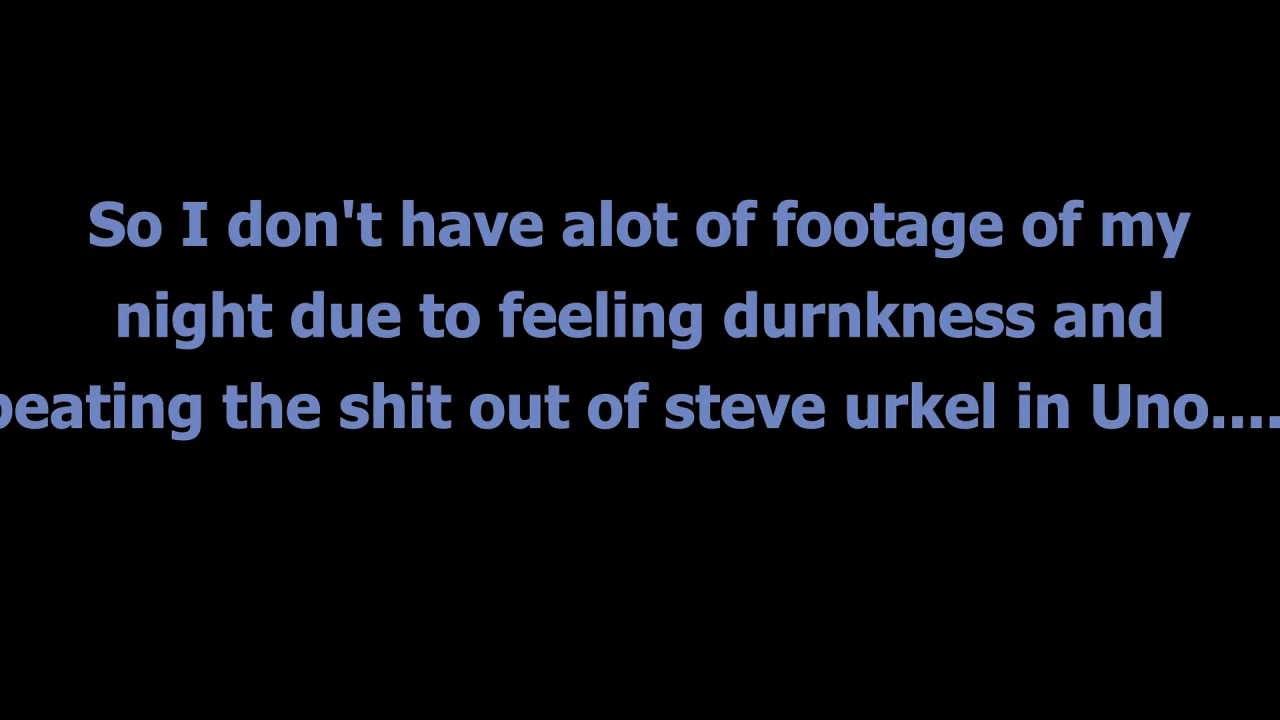 So I don't have alot of footage of my
night due to feeling durnkness and
beating the shit out of steve urkel in Uno....